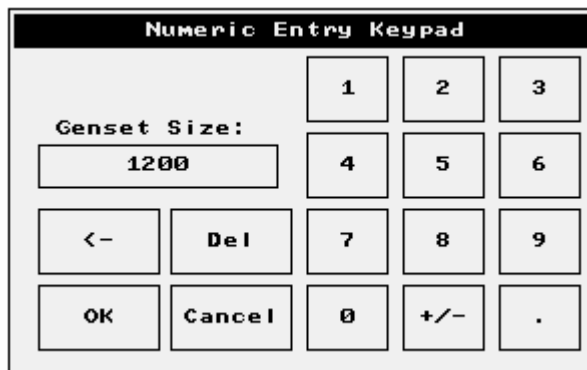 Numeric Entry Keypad
1 2 3
Genset Size:
1200
4 5 6
<- Del 7 8 9
OK Cancel 0 +/- .